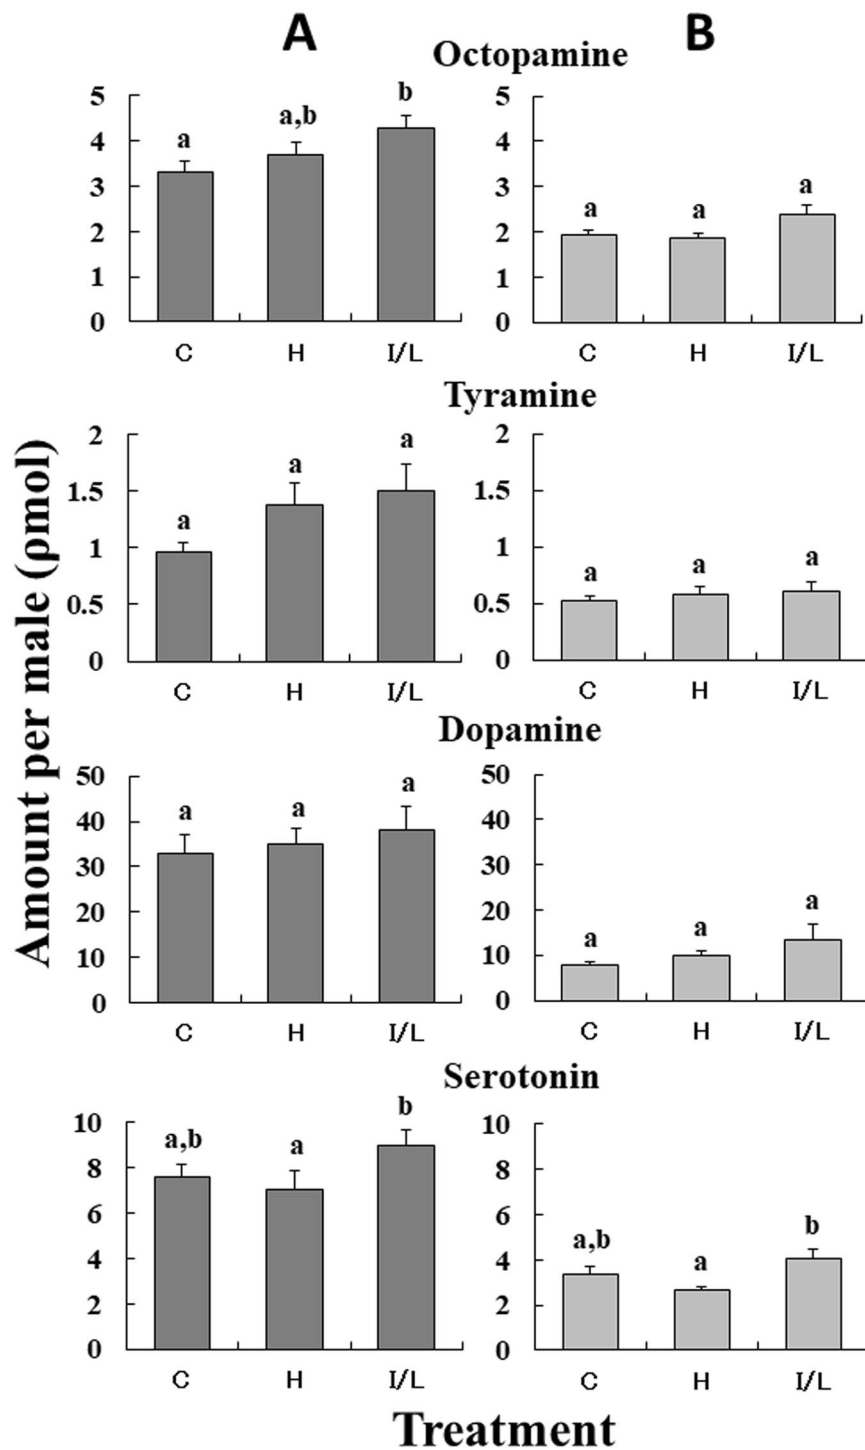 A B
Octopamine
5 5
a a,b b
4 4
3 3
a a a
2 2
1 1
0 0
C H I/L C H I/L
Tyramine
2 2
a a a
1.5 1.5
1 1
a a a
0.5 0.5
0 0
C H I/L C H I/L
Dopamine
50 50
a a a
40 40
30 30
20 20
a a a
10 10
0 0
C H I/L C H I/L
Serotonin
10 10
a,b a b
8 8
6 6
a,b a b
4 4
2 2
0 0
C H I/L C H I/L
Amount per male (ρmol)
Treatment